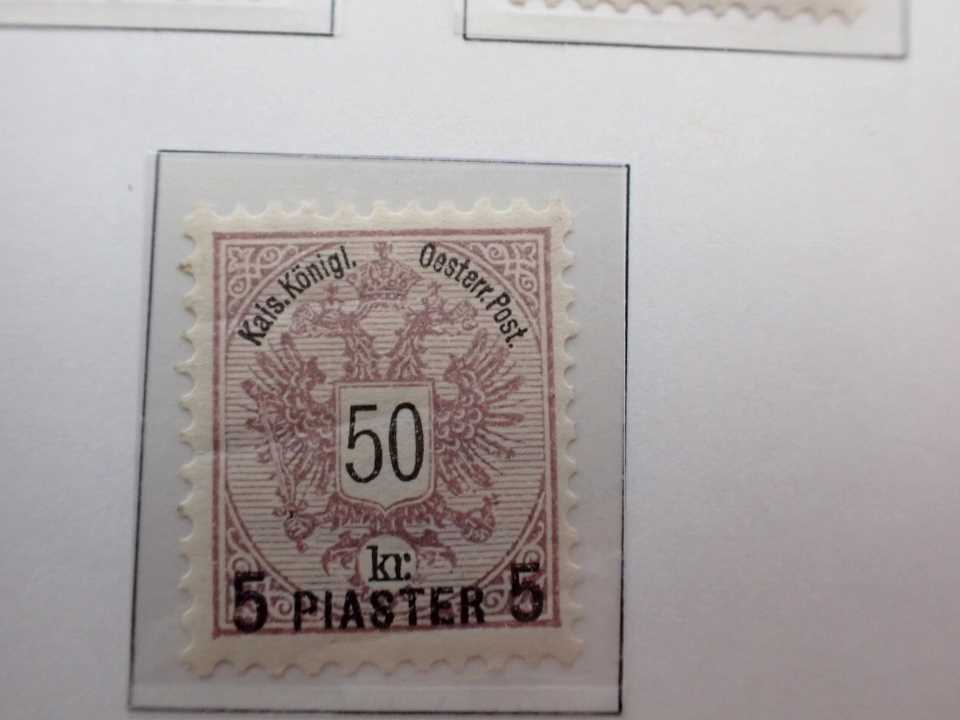 Kais. Königl. Oesterr. Post.
50
kr.
5 PIASTER 5